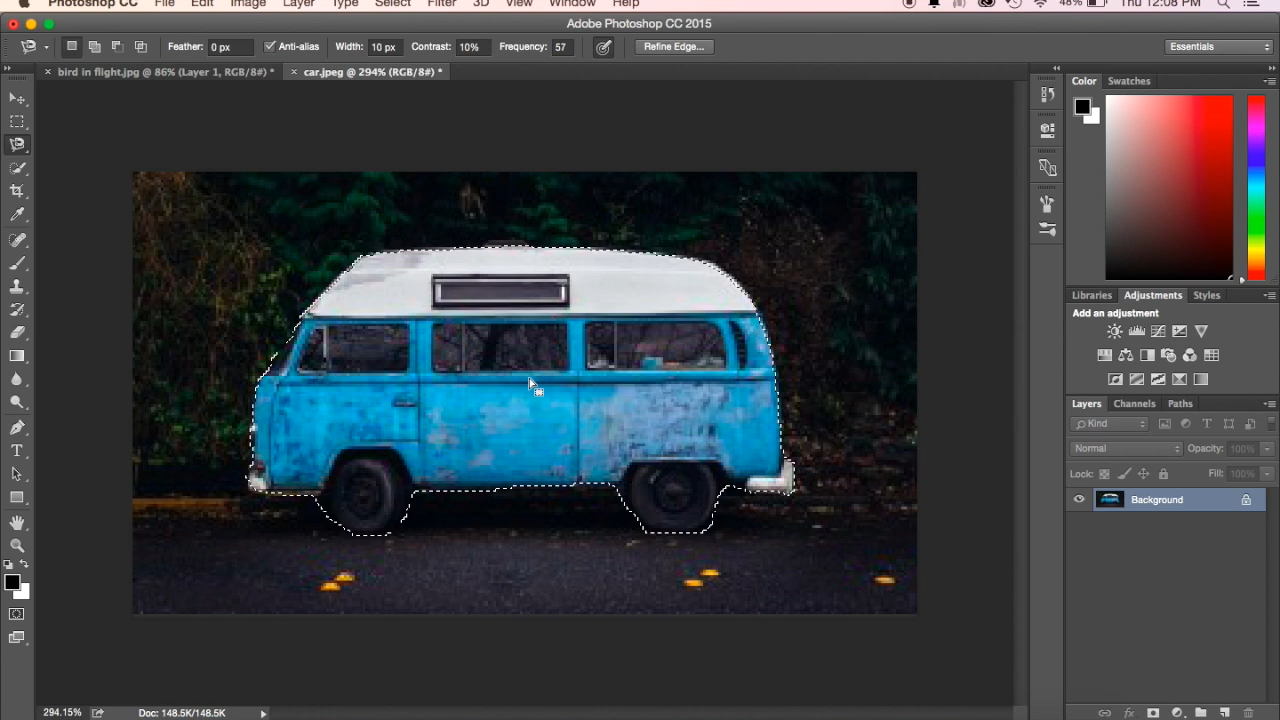 Photoshop CC File Edit Image Layer Type Select Filter 3D View Window Help 48% Thu 12:08 PM
Adobe Photoshop CC 2015
Feather: 0 px Anti-alias Width: 10 px Contrast: 10% Frequency: 57 Refine Edge... Essentials
× bird in flight.jpg @ 86% (Layer 1, RGB/8#) * × car.jpeg @ 294% (RGB/8#) *
Color Swatches
Libraries Adjustments Styles
Add an adjustment
Layers Channels Paths
Kind
Normal Opacity: 100%
Lock: Fill: 100%
Background
294.15% Doc: 148.5K/148.5K